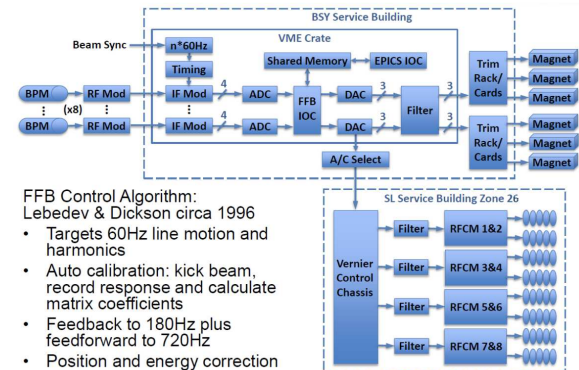 BSY Service Building
VME Crate
Beam Sync
n*60Hz
Shared Memory
EPICS IOC
Timing
Trim
Rack/
Cards
Magnet
Magnet
Magnet
BPM
RF Mod
IF Mod
4
ADC
FFB
IOC
DAC
3
Filter
3
(x8)
BPM
RF Mod
IF Mod
4
ADC
DAC
3
3
Trim
Rack/
Cards
Magnet
Magnet
Magnet
A/C Select
SL Service Building Zone 26
Vernier
Control
Chassis
Filter
RFCM 1&2
Filter
RFCM 3&4
Filter
RFCM 5&6
Filter
RFCM 7&8
FFB Control Algorithm:
Lebedev & Dickson circa 1996
• Targets 60Hz line motion and
harmonics
• Auto calibration: kick beam,
record response and calculate
matrix coefficients
• Feedback to 180Hz plus
feedforward to 720Hz
• Position and energy correction